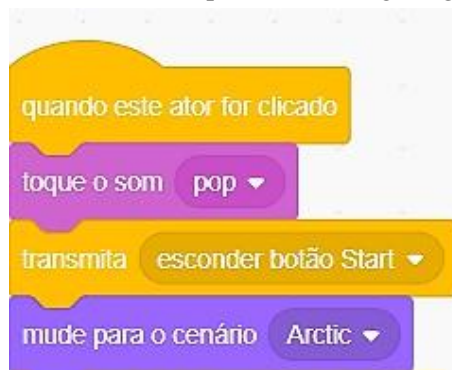 quando este ator for clicado
toque o som pop
transmita esconder botão Start
mude para o cenário Arctic